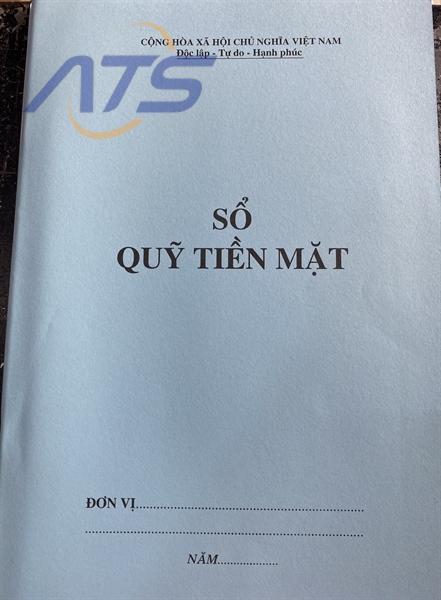 CỘNG HÒA XÃ HỘI CHỦ NGHĨA VIỆT NAM
Độc lập - Tự do - Hạnh phúc
ATS
SỔ
QUỸ TIỀN MẶT
ĐƠN VỊ
NĂM